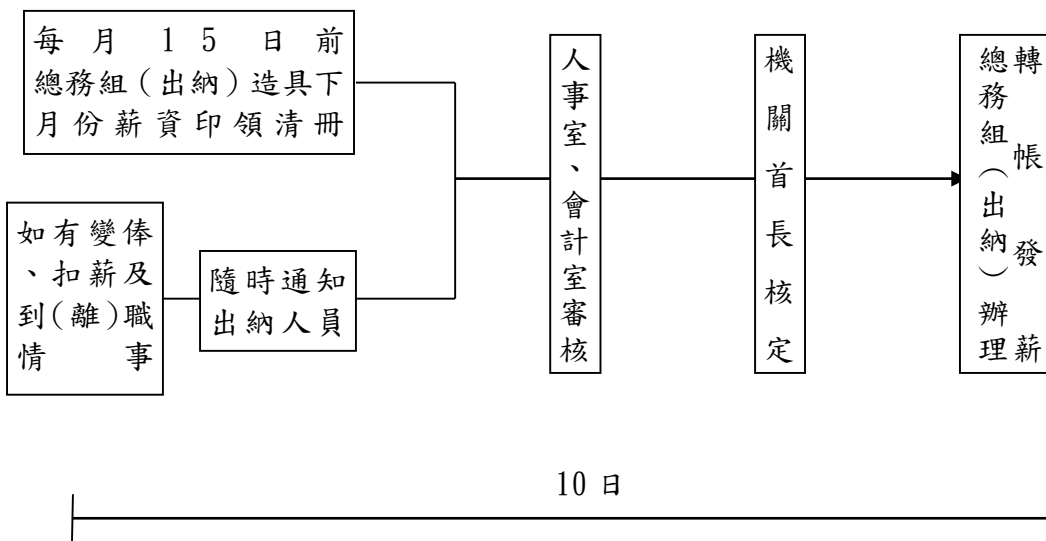 每月15日前
總務組（出納）造具下
月份薪資印領清冊
如有變俸
、扣薪及
到(離)職
情事
隨時通知
出納人員
人事室、會計室審核
機關首長核定
總務組（出納）辦理
轉帳發薪
10 日